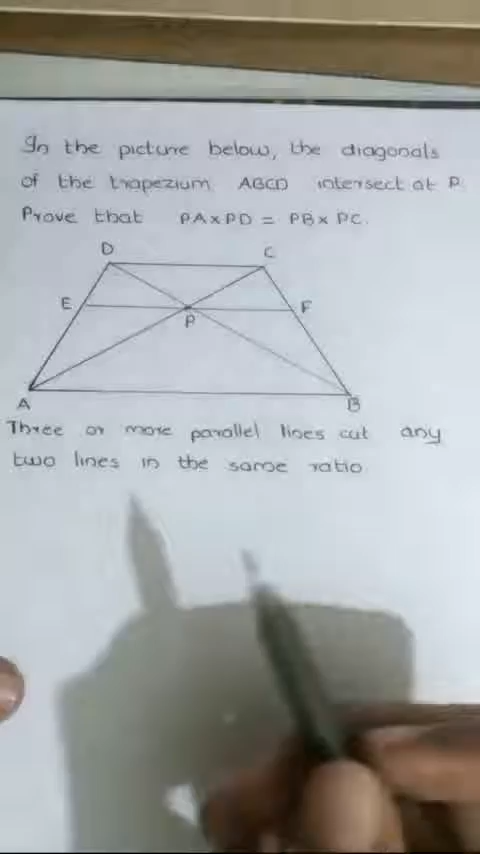 In the picture below, the diagonals
of the trapezium ABCD intersect at P.
Prove that PA x PD = PB x PC.
D
C
E
F
P
A
B
Three or more parallel lines cut any
two lines in the same ratio